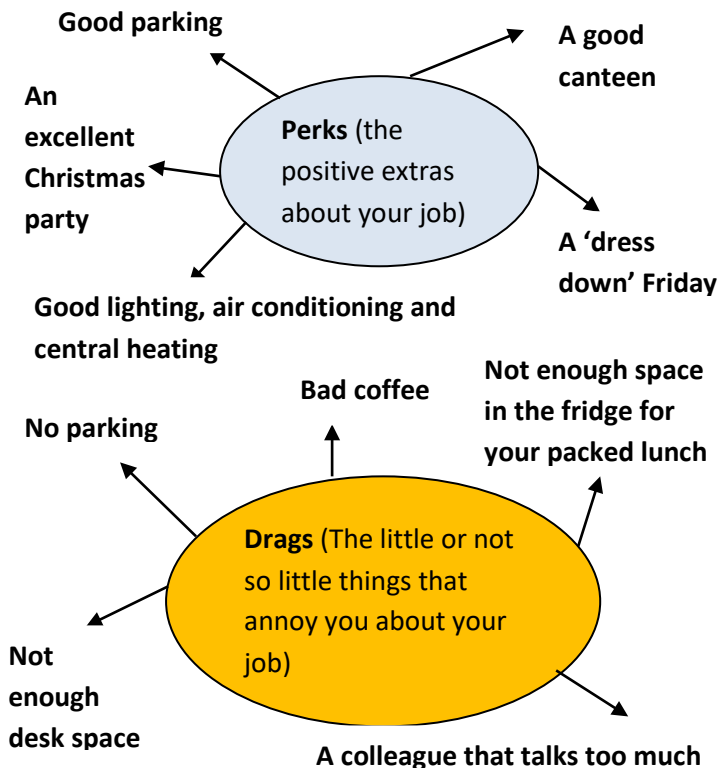 Good parking
A good
canteen
An
excellent
Christmas
party
Perks (the
positive extras
about your job)
A ‘dress
down’ Friday
Good lighting, air conditioning and
central heating
Bad coffee
Not enough space
in the fridge for
your packed lunch
No parking
Drags (The little or not
so little things that
annoy you about your
job)
Not
enough
desk space
A colleague that talks too much